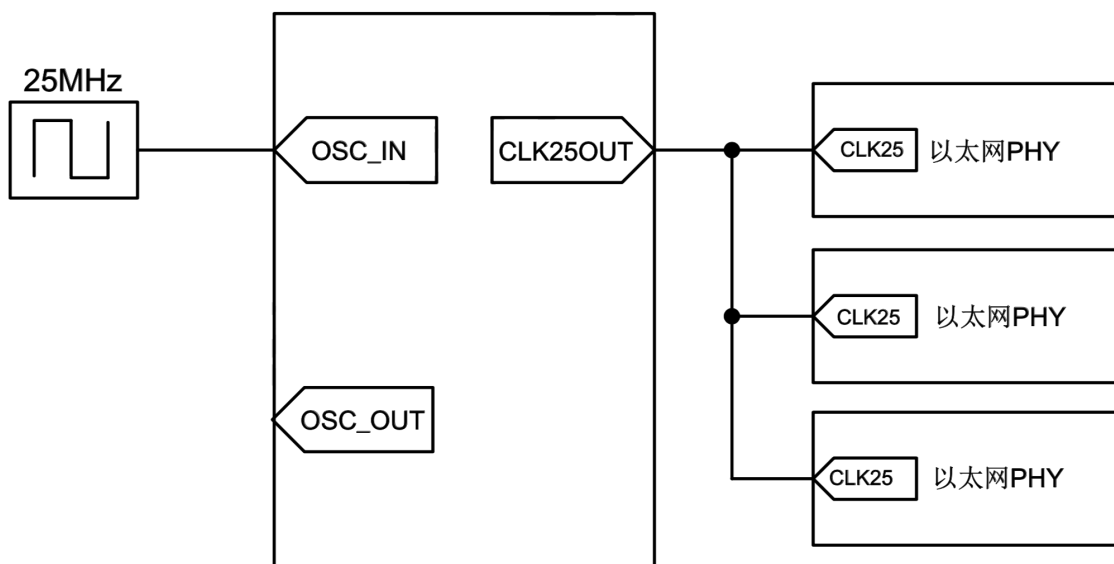 25MHz
OSC_IN
CLK25OUT
CLK25
以太网PHY
CLK25
以太网PHY
OSC_OUT
CLK25
以太网PHY